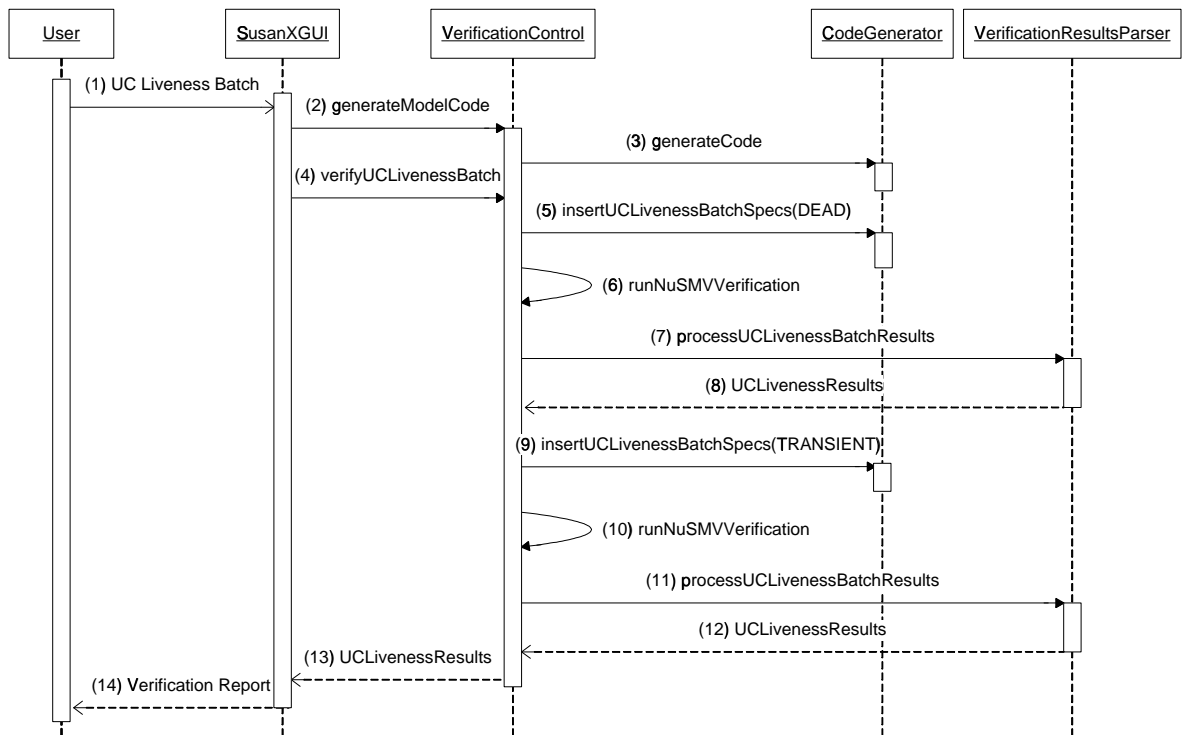 User
SusanXGUI
VerificationControl
CodeGenerator
VerificationResultsParser
(1) UC Liveness Batch
(2) generateModelCode
(3) generateCode
(4) verifyUCLivenessBatch
(5) insertUCLivenessBatchSpecs(DEAD)
(6) runNuSMVVerification
(7) processUCLivenessBatchResults
(8) UCLivenessResults
(9) insertUCLivenessBatchSpecs(TRANSIENT)
(10) runNuSMVVerification
(11) processUCLivenessBatchResults
(12) UCLivenessResults
(13) UCLivenessResults
(14) Verification Report